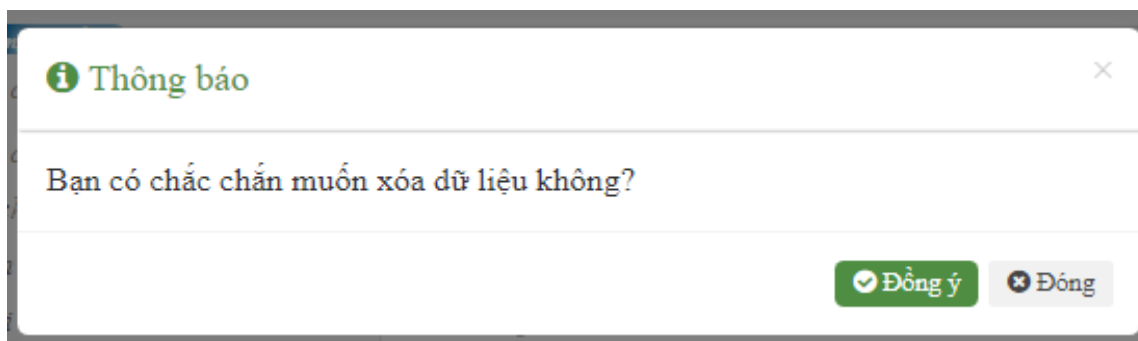 Thông báo
Bạn có chắc chắn muốn xóa dữ liệu không?
Đồng ý
Đóng